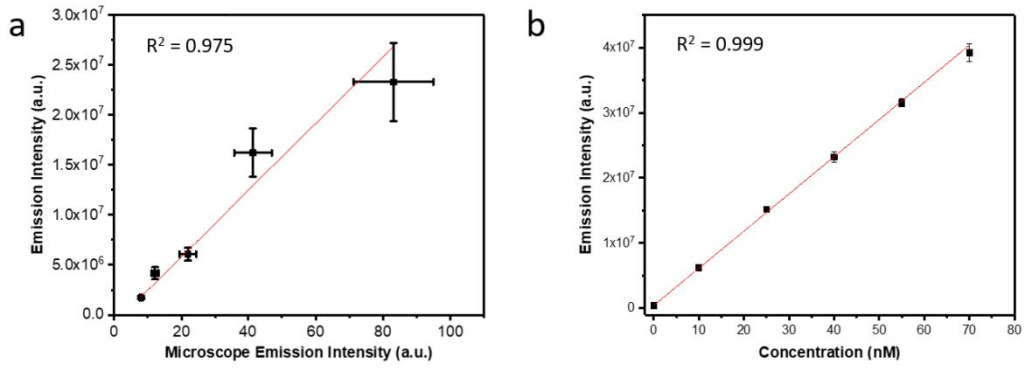 a
R² = 0.975
Emission Intensity (a.u.)
3.0x10⁷
2.5x10⁷
2.0x10⁷
1.5x10⁷
1.0x10⁷
5.0x10⁶
0.0
0 20 40 60 80 100
Microscope Emission Intensity (a.u.)
b
R² = 0.999
Emission Intensity (a.u.)
4x10⁷
3x10⁷
2x10⁷
1x10⁷
0
0 10 20 30 40 50 60 70 80
Concentration (nM)